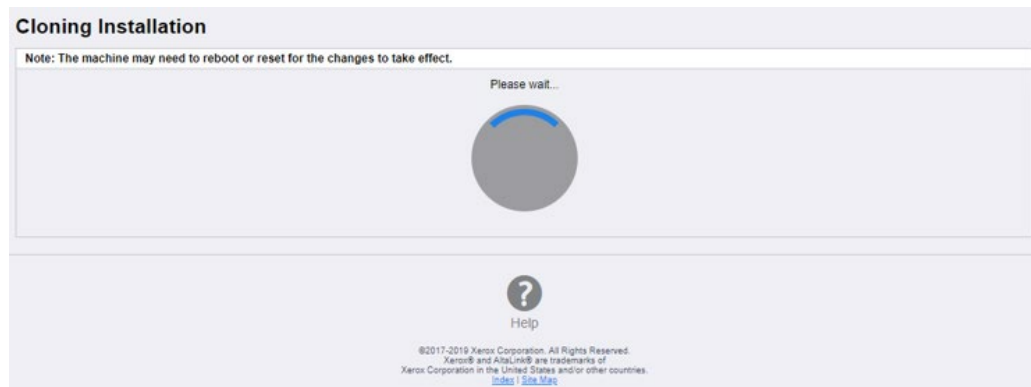 Cloning Installation
Note: The machine may need to reboot or reset for the changes to take effect.
Please wait...
?
Help
©2017-2019 Xerox Corporation. All Rights Reserved.
Xerox® and AltaLink® are trademarks of
Xerox Corporation in the United States and/or other countries.
Index | Site Map